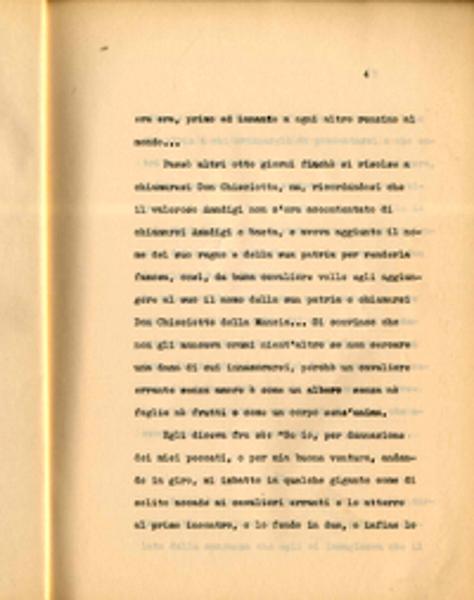 4
ora era, primo ed innante a ogni altro ronzino al
mondo...
Passò altri otto giorni finchè si risolse a
chiamarsi Don Chisciotte, ma, ricordandosi che
il valoroso Amadigi non s'era accontentato di
chiamarsi Amadigi e basta, e aveva aggiunto il no=
me del suo regno e della sua patria per renderla
famosa, così, da buon cavaliere volle egli aggiun=
gere al suo il nome della sua patria e chiamarsi
Don Chisciotte della Mancia... Si convinse che
non gli mancava ormai nient'altro se non cercare
una dama di cui innamorarsi, perchè un cavaliere
errante senza amore è come un albero senza nè
foglie nè frutti e come un corpo senz'anima.
Egli diceva fra sè: "Se io, per dannazione
dei miei peccati, o per mia buona ventura, andan=
do in giro, mi imbatto in qualche gigante come di
solito accade ai cavalieri erranti e lo atterro
al primo incontro, o lo fendo in due, o infine lo